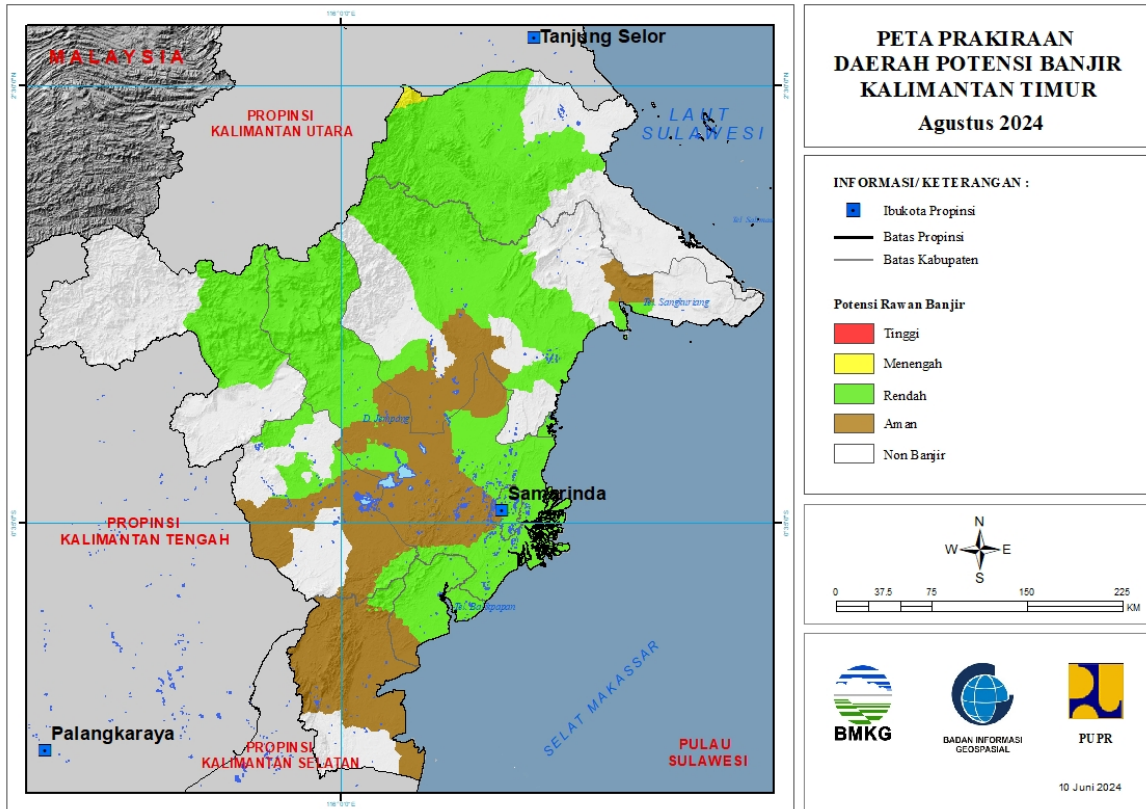 Tanjung Selor
MALAYSIA
PROPINSI
KALIMANTAN UTARA
LAUT
SULAWESI
Tel. Sangkuriang
Samarinda
PROPINSI
KALIMANTAN TENGAH
SELAT MAKASSAR
Palangkaraya
PROPINSI
KALIMANTAN SELATAN
PULAU
SULAWESI
PETA PRAKIRAAN
DAERAH POTENSI BANJIR
KALIMANTAN TIMUR
Agustus 2024
INFORMASI/KETERANGAN :
Ibukota Propinsi
Batas Propinsi
Batas Kabupaten
Potensi Rawan Banjir
Tinggi
Menengah
Rendah
Aman
Non Banjir
N
W E
S
0 37.5 75 150 225
KM
BMKG
BADAN INFORMASI
GEOSPASIAL
PUPR
10 Juni 2024